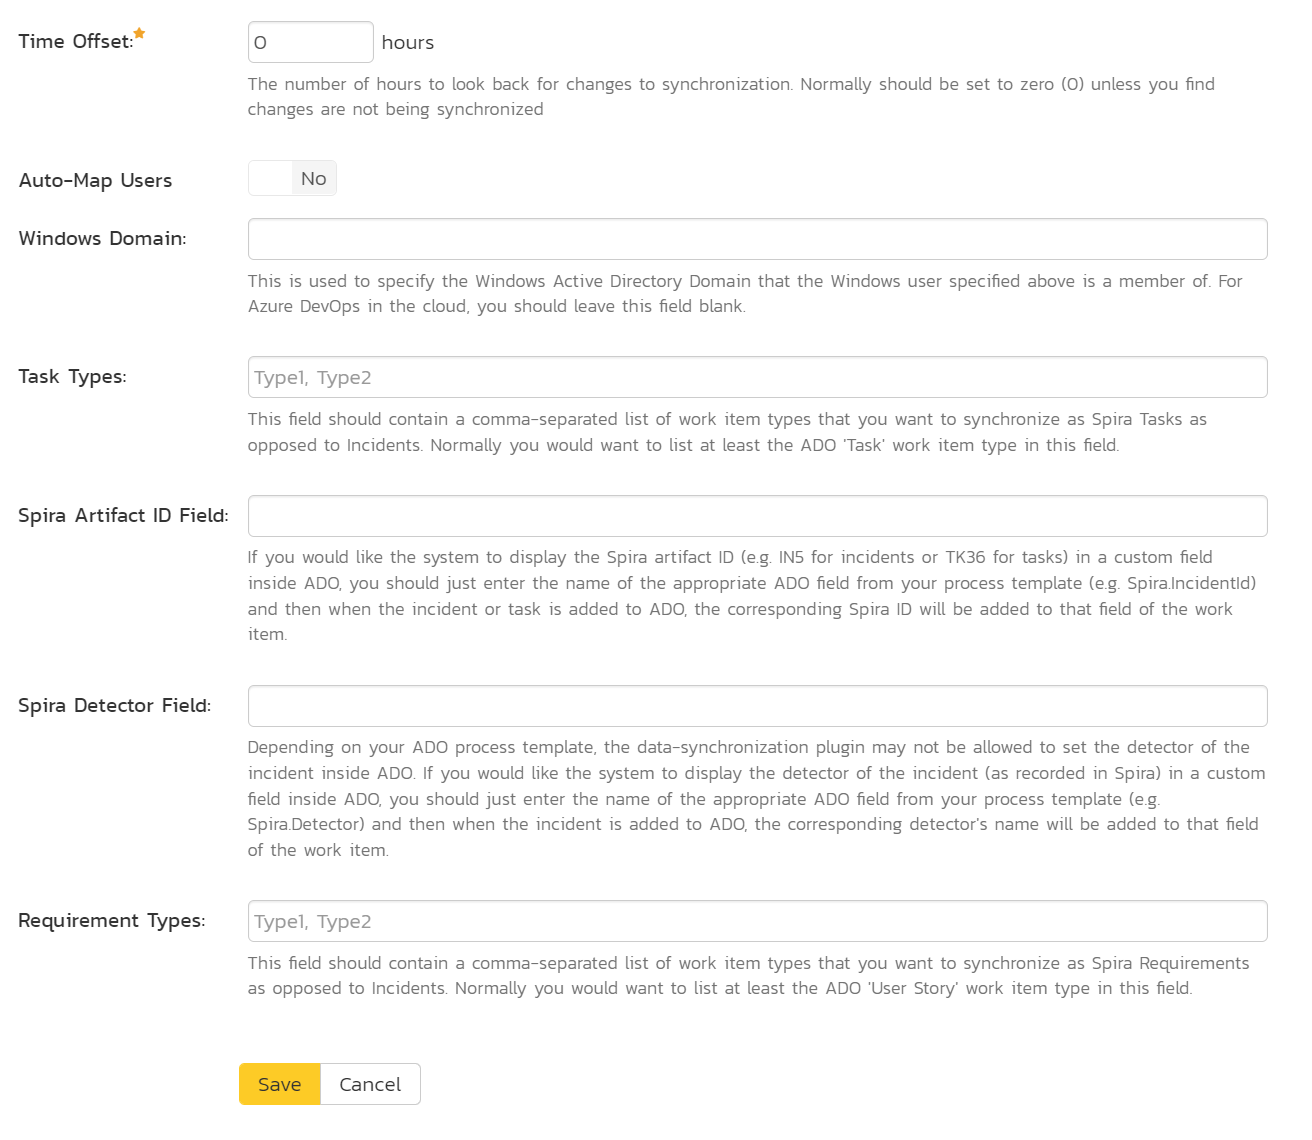 Time Offset:
0 hours
The number of hours to look back for changes to synchronization. Normally should be set to zero (0) unless you find
changes are not being synchronized
Auto-Map Users
No
Windows Domain:
This is used to specify the Windows Active Directory Domain that the Windows user specified above is a member of. For
Azure DevOps in the cloud, you should leave this field blank.
Task Types:
Type1, Type2
This field should contain a comma-separated list of work item types that you want to synchronize as Spira Tasks as
opposed to Incidents. Normally you would want to list at least the ADO 'Task' work item type in this field.
Spira Artifact ID Field:
If you would like the system to display the Spira artifact ID (e.g. IN5 for incidents or TK36 for tasks) in a custom field
inside ADO, you should just enter the name of the appropriate ADO field from your process template (e.g. Spira.IncidentId)
and then when the incident or task is added to ADO, the corresponding Spira ID will be added to that field of the work
item.
Spira Detector Field:
Depending on your ADO process template, the data-synchronization plugin may not be allowed to set the detector of the
incident inside ADO. If you would like the system to display the detector of the incident (as recorded in Spira) in a custom
field inside ADO, you should just enter the name of the appropriate ADO field from your process template (e.g.
Spira.Detector) and then when the incident is added to ADO, the corresponding detector's name will be added to that field
of the work item.
Requirement Types:
Type1, Type2
This field should contain a comma-separated list of work item types that you want to synchronize as Spira Requirements
as opposed to Incidents. Normally you would want to list at least the ADO 'User Story' work item type in this field.
Save Cancel